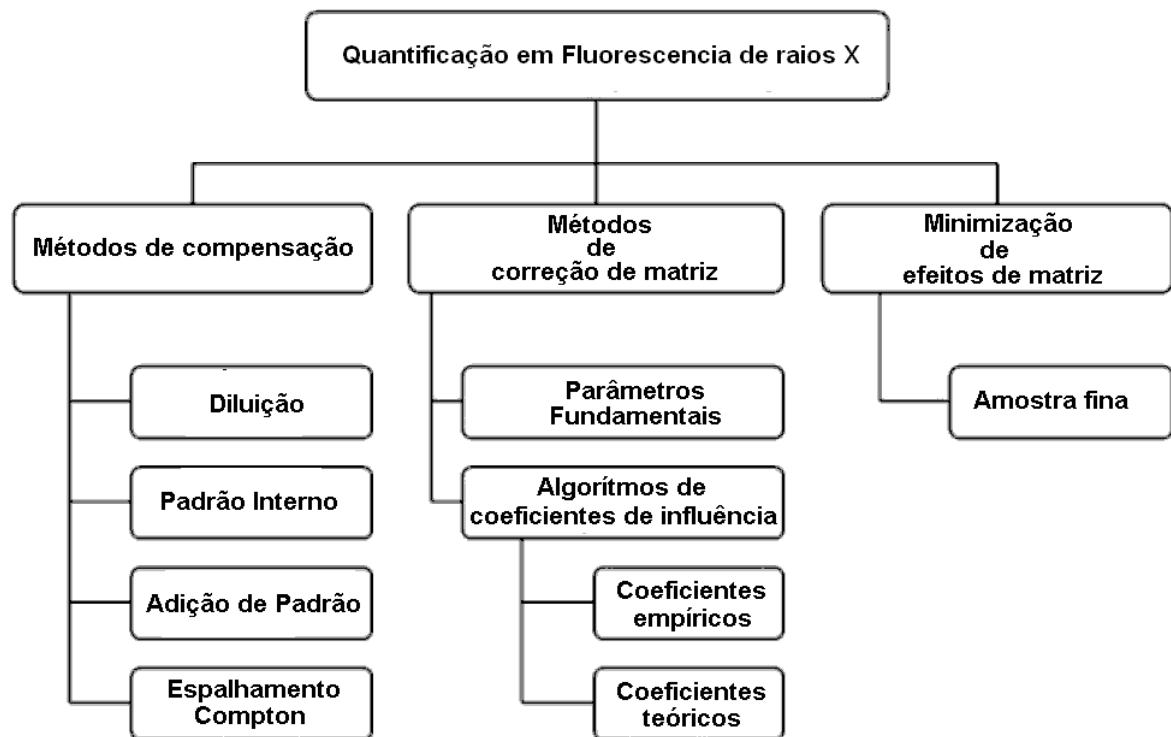 Quantificação em Fluorescencia de raios X
Métodos de compensação
Diluição
Padrão Interno
Adição de Padrão
Espalhamento
Compton
Métodos
de
correção de matriz
Parâmetros
Fundamentais
Algorítmos de
coeficientes de influência
Coeficientes
empíricos
Coeficientes
teóricos
Minimização
de
efeitos de matriz
Amostra fina